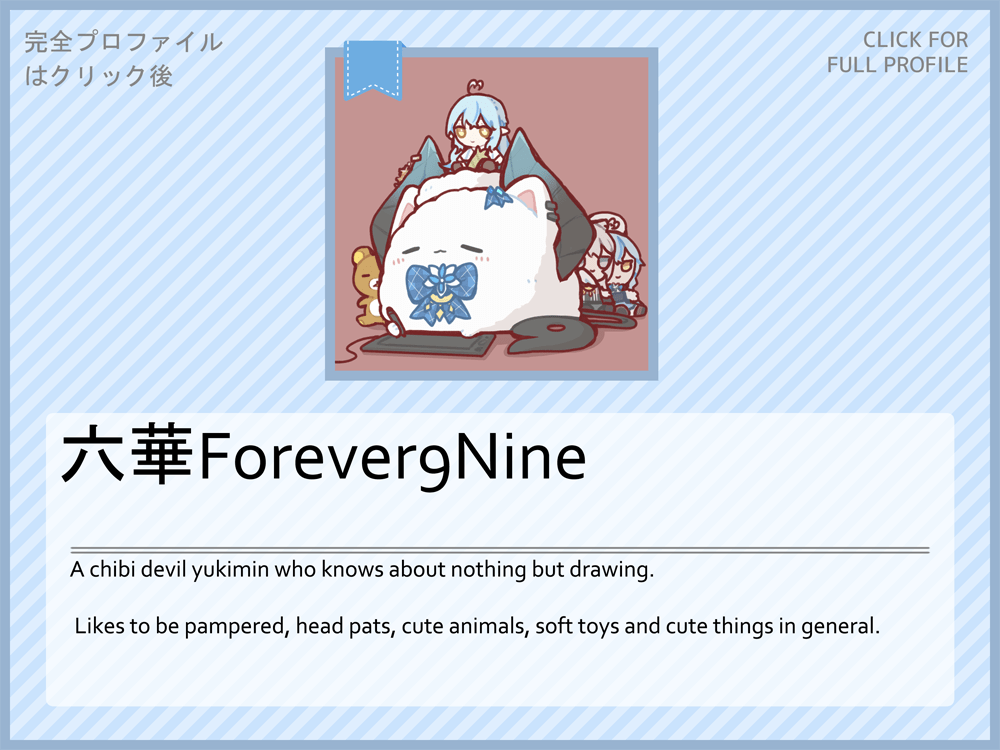 完全プロファイル
はクリック後
CLICK FOR
FULL PROFILE
六華Forever9Nine
A chibi devil yukimin who knows about nothing but drawing.
Likes to be pampered, head pats, cute animals, soft toys and cute things in general.